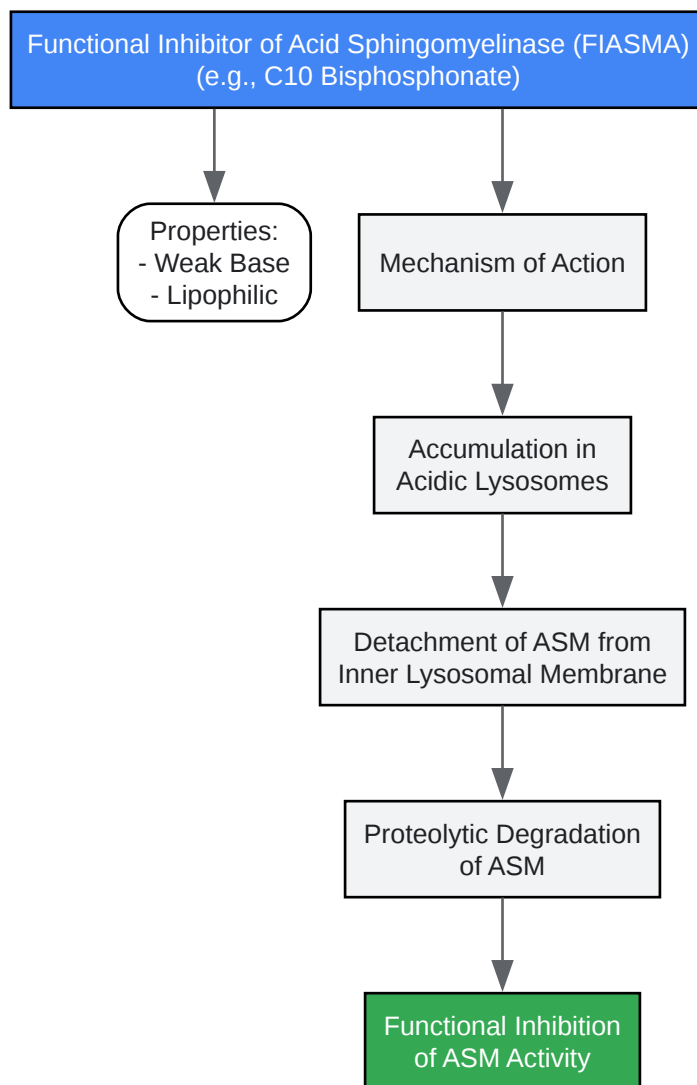 Functional Inhibitor of Acid Sphingomyelinase (FIASMA)
(e.g., C10 Bisphosphonate)
Properties:
- Weak Base
- Lipophilic
Mechanism of Action
Accumulation in
Acidic Lysosomes
Detachment of ASM from
Inner Lysosomal Membrane
Proteolytic Degradation
of ASM
Functional Inhibition
of ASM Activity